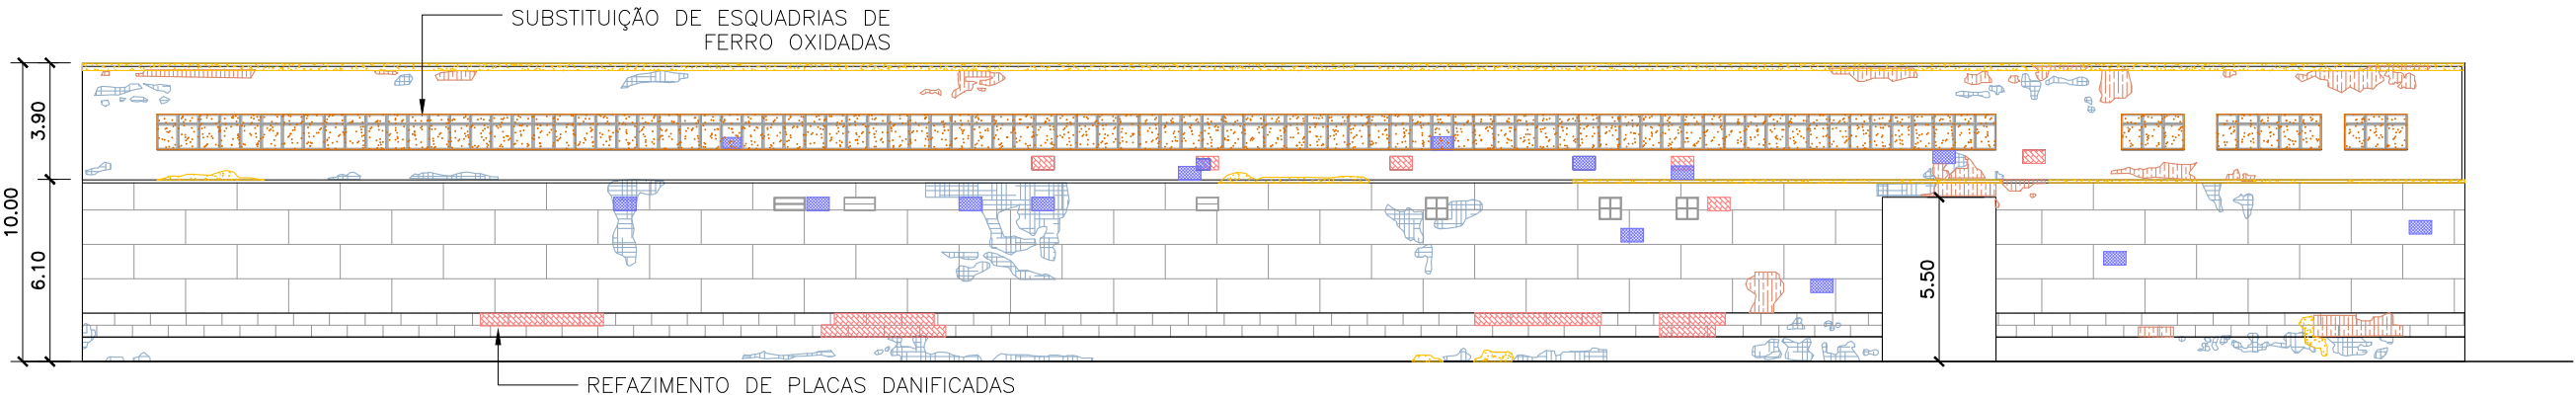 SUBSTITUIÇÃO DE ESQUADRIAS DE
FERRO OXIDADAS
3.90
10.00
6.10
5.50
REFAZIMENTO DE PLACAS DANIFICADAS